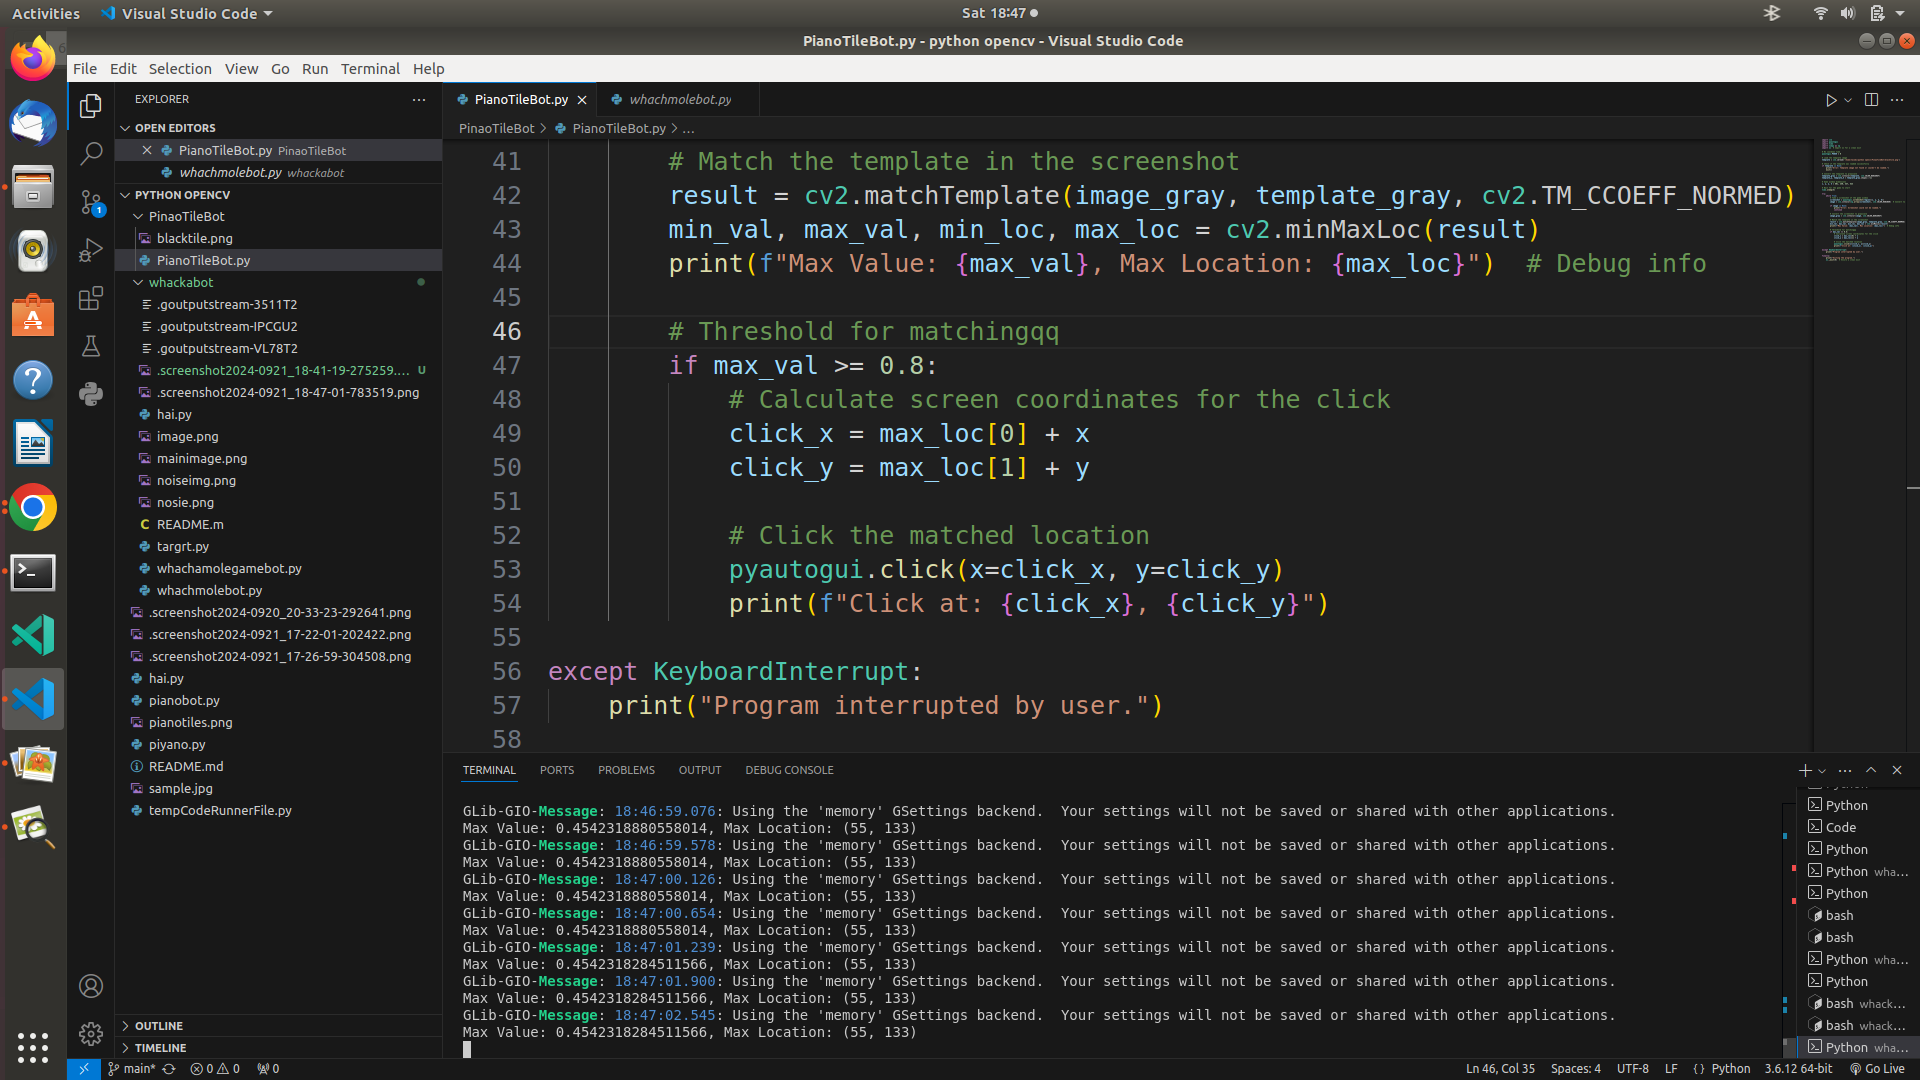 Activities
Visual Studio Code
Sat 18:47
PianoTileBot.py - python opencv - Visual Studio Code
File Edit Selection View Go Run Terminal Help
EXPLORER
OPEN EDITORS
PianoTileBot.py PinaoTileBot
whachmolebot.py whackabot
PYTHON OPENCV
PinaoTileBot
blacktile.png
PianoTileBot.py
whackabot
.goutputstream-3511T2
.goutputstream-IPCGU2
.goutputstream-VL78T2
.screenshot2024-0921_18-41-19-275259.... U
.screenshot2024-0921_18-47-01-783519.png
hai.py
image.png
mainimage.png
noiseimg.png
nosie.png
README.m
targrt.py
whachamolegamebot.py
whachmolebot.py
.screenshot2024-0920_20-33-23-292641.png
.screenshot2024-0921_17-22-01-202422.png
.screenshot2024-0921_17-26-59-304508.png
hai.py
pianobot.py
pianotiles.png
piyano.py
README.md
sample.jpg
tempCodeRunnerFile.py
OUTLINE
TIMELINE
PianoTileBot.py
whachmolebot.py
PinaoTileBot > PianoTileBot.py > ...
41 # Match the template in the screenshot
42 result = cv2.matchTemplate(image_gray, template_gray, cv2.TM_CCOEFF_NORMED)
43 min_val, max_val, min_loc, max_loc = cv2.minMaxLoc(result)
44 print(f"Max Value: {max_val}, Max Location: {max_loc}")  # Debug info
45
46 # Threshold for matchingqq
47 if max_val >= 0.8:
48 # Calculate screen coordinates for the click
49 click_x = max_loc[0] + x
50 click_y = max_loc[1] + y
51
52 # Click the matched location
53 pyautogui.click(x=click_x, y=click_y)
54 print(f"Click at: {click_x}, {click_y}")
55
56 except KeyboardInterrupt:
57 print("Program interrupted by user.")
58
TERMINAL PORTS PROBLEMS OUTPUT DEBUG CONSOLE
GLib-GIO-Message: 18:46:59.076: Using the 'memory' GSettings backend.  Your settings will not be saved or shared with other applications.
Max Value: 0.4542318880558014, Max Location: (55, 133)
GLib-GIO-Message: 18:46:59.578: Using the 'memory' GSettings backend.  Your settings will not be saved or shared with other applications.
Max Value: 0.4542318880558014, Max Location: (55, 133)
GLib-GIO-Message: 18:47:00.126: Using the 'memory' GSettings backend.  Your settings will not be saved or shared with other applications.
Max Value: 0.4542318880558014, Max Location: (55, 133)
GLib-GIO-Message: 18:47:00.654: Using the 'memory' GSettings backend.  Your settings will not be saved or shared with other applications.
Max Value: 0.4542318880558014, Max Location: (55, 133)
GLib-GIO-Message: 18:47:01.239: Using the 'memory' GSettings backend.  Your settings will not be saved or shared with other applications.
Max Value: 0.4542318284511566, Max Location: (55, 133)
GLib-GIO-Message: 18:47:01.900: Using the 'memory' GSettings backend.  Your settings will not be saved or shared with other applications.
Max Value: 0.4542318284511566, Max Location: (55, 133)
GLib-GIO-Message: 18:47:02.545: Using the 'memory' GSettings backend.  Your settings will not be saved or shared with other applications.
Max Value: 0.4542318284511566, Max Location: (55, 133)
Python
Code
Python
Python wha...
Python
bash
bash
Python wha...
Python
bash whack...
bash whack...
Python wha...
main* 0 0 0
Ln 46, Col 35 Spaces: 4 UTF-8 LF {} Python 3.6.12 64-bit Go Live